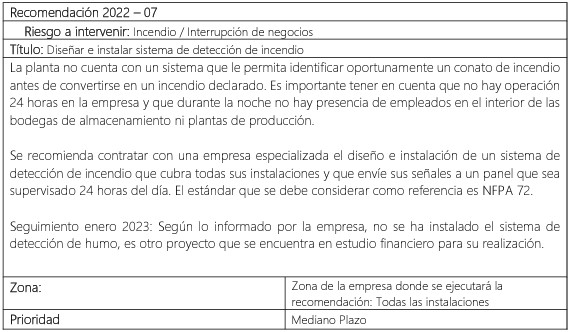 Recomendación 2022 – 07
Riesgo a intervenir: Incendio / Interrupción de negocios
Título: Diseñar e instalar sistema de detección de incendio
La planta no cuenta con un sistema que le permita identificar oportunamente un conato de incendio
antes de convertirse en un incendio declarado. Es importante tener en cuenta que no hay operación
24 horas en la empresa y que durante la noche no hay presencia de empleados en el interior de las
bodegas de almacenamiento ni plantas de producción.
Se recomienda contratar con una empresa especializada el diseño e instalación de un sistema de
detección de incendio que cubra todas sus instalaciones y que envíe sus señales a un panel que sea
supervisado 24 horas del día. El estándar que se debe considerar como referencia es NFPA 72.
Seguimiento enero 2023: Según lo informado por la empresa, no se ha instalado el sistema de
detección de humo, es otro proyecto que se encuentra en estudio financiero para su realización.
Zona:
Zona de la empresa donde se ejecutará la
recomendación: Todas las instalaciones
Prioridad
Mediano Plazo